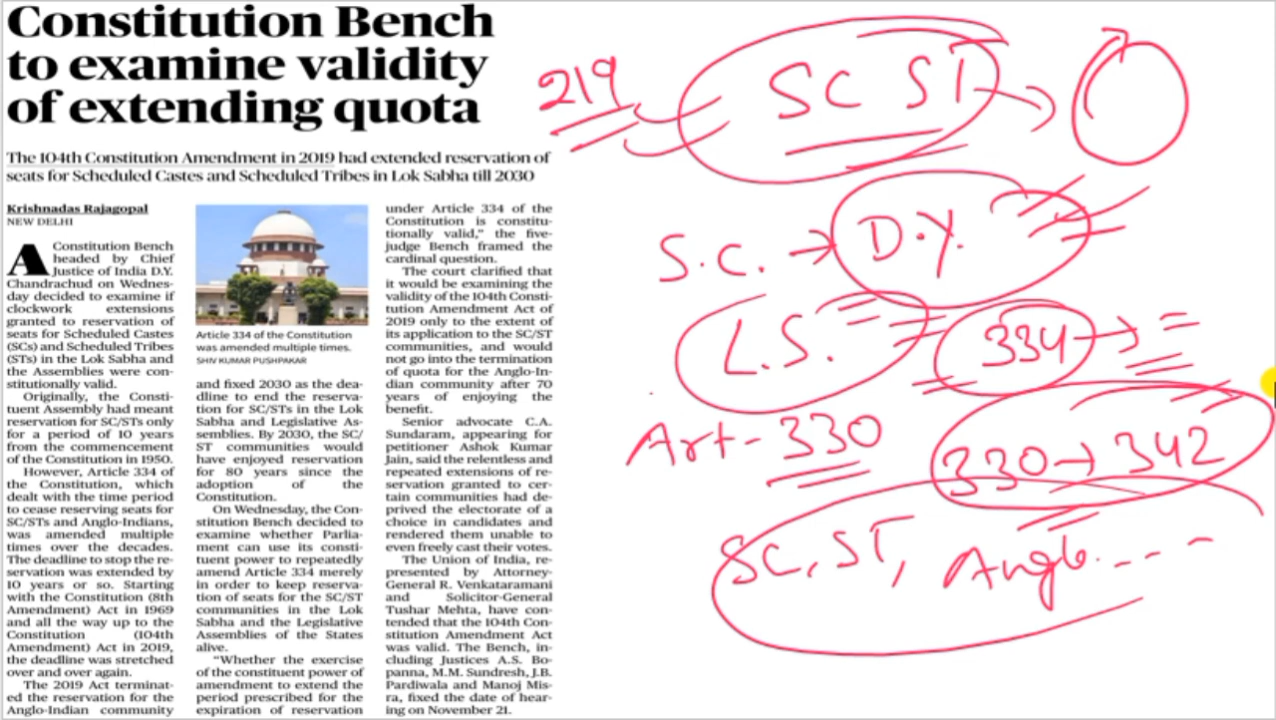 Constitution Bench
to examine validity
of extending quota
The 104th Constitution Amendment in 2019 had extended reservation of
seats for Scheduled Castes and Scheduled Tribes in Lok Sabha till 2030
Krishnadas Rajagopal
NEW DELHI
A Constitution Bench
headed by Chief
Justice of India D.Y.
Chandrachud on Wednes-
day decided to examine if
clockwork extensions
granted to reservation of
seats for Scheduled Castes
(SCs) and Scheduled Tribes
(STs) in the Lok Sabha and
the Assemblies were con-
stitutionally valid.
Originally, the Consti-
tuent Assembly had meant
reservation for SC/STs only
for a period of 10 years
from the commencement
of the Constitution in 1950.
However, Article 334 of
the Constitution, which
dealt with the time period
to cease reserving seats for
SC/STs and Anglo-Indians,
was amended multiple
times over the decades.
The deadline to stop the re-
servation was extended by
10 years or so. Starting
with the Constitution (8th
Amendment) Act in 1969
and all the way up to the
Constitution (104th
Amendment) Act in 2019,
the deadline was stretched
over and over again.
The 2019 Act terminat-
ed the reservation for the
Anglo-Indian community
Article 334 of the Constitution
was amended multiple times.
SHIV KUMAR PUSHPAKAR
and fixed 2030 as the dea-
dline to end the reserva-
tion for SC/STs in the Lok
Sabha and Legislative As-
semblies. By 2030, the SC/
ST communities would
have enjoyed reservation
for 80 years since the
adoption of the
Constitution.
On Wednesday, the Con-
stitution Bench decided to
examine whether Parlia-
ment can use its consti-
tuent power to repeatedly
amend Article 334 merely
in order to keep reserva-
tion of seats for the SC/ST
communities in the Lok
Sabha and the Legislative
Assemblies of the States
alive.
"Whether the exercise
of the constituent power of
amendment to extend the
period prescribed for the
expiration of reservation
under Article 334 of the
Constitution is constitu-
tionally valid," the five-
judge Bench framed the
cardinal question.
The court clarified that
it would be examining the
validity of the 104th Consti-
tution Amendment Act of
2019 only to the extent of
its application to the SC/ST
communities, and would
not go into the termination
of quota for the Anglo-In-
dian community after 70
years of enjoying the
benefit.
Senior advocate C.A.
Sundaram, appearing for
petitioner Ashok Kumar
Jain, said the relentless and
repeated extensions of re-
servation granted to cer-
tain communities had de-
prived the electorate of a
choice in candidates and
rendered them unable to
even freely cast their votes.
The Union of India, re-
presented by Attorney-
General R. Venkataramani
and Solicitor-General
Tushar Mehta, have con-
tended that the 104th Con-
stitution Amendment Act
was valid. The Bench, in-
cluding Justices A.S. Bo-
panna, M.M. Sundresh, J.B.
Pardiwala and Manoj Mis-
ra, fixed the date of hear-
ing on November 21.
219 SC ST
S.C. → D.Y.
L.S. 334 →
Art - 330
330 → 342
SC, ST, Anglo. - -